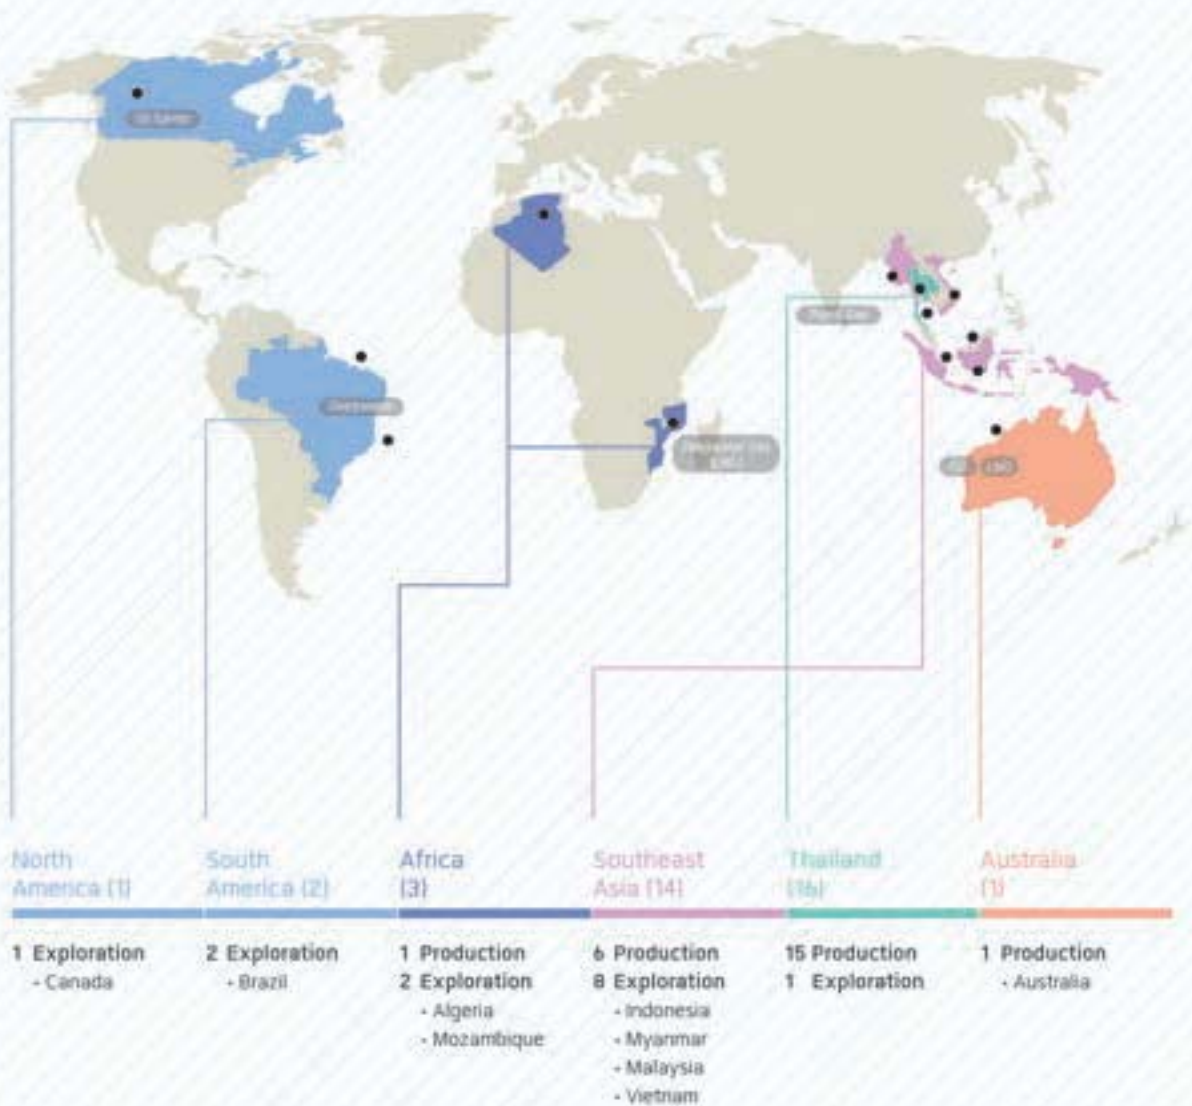 North
America (1)
1 Exploration
- Canada
South
America (2)
2 Exploration
- Brazil
Africa
(3)
1 Production
2 Exploration
- Algeria
- Mozambique
Southeast
Asia (14)
6 Production
8 Exploration
- Indonesia
- Myanmar
- Malaysia
- Vietnam
Thailand
(16)
15 Production
1 Exploration
Australia
(1)
1 Production
- Australia